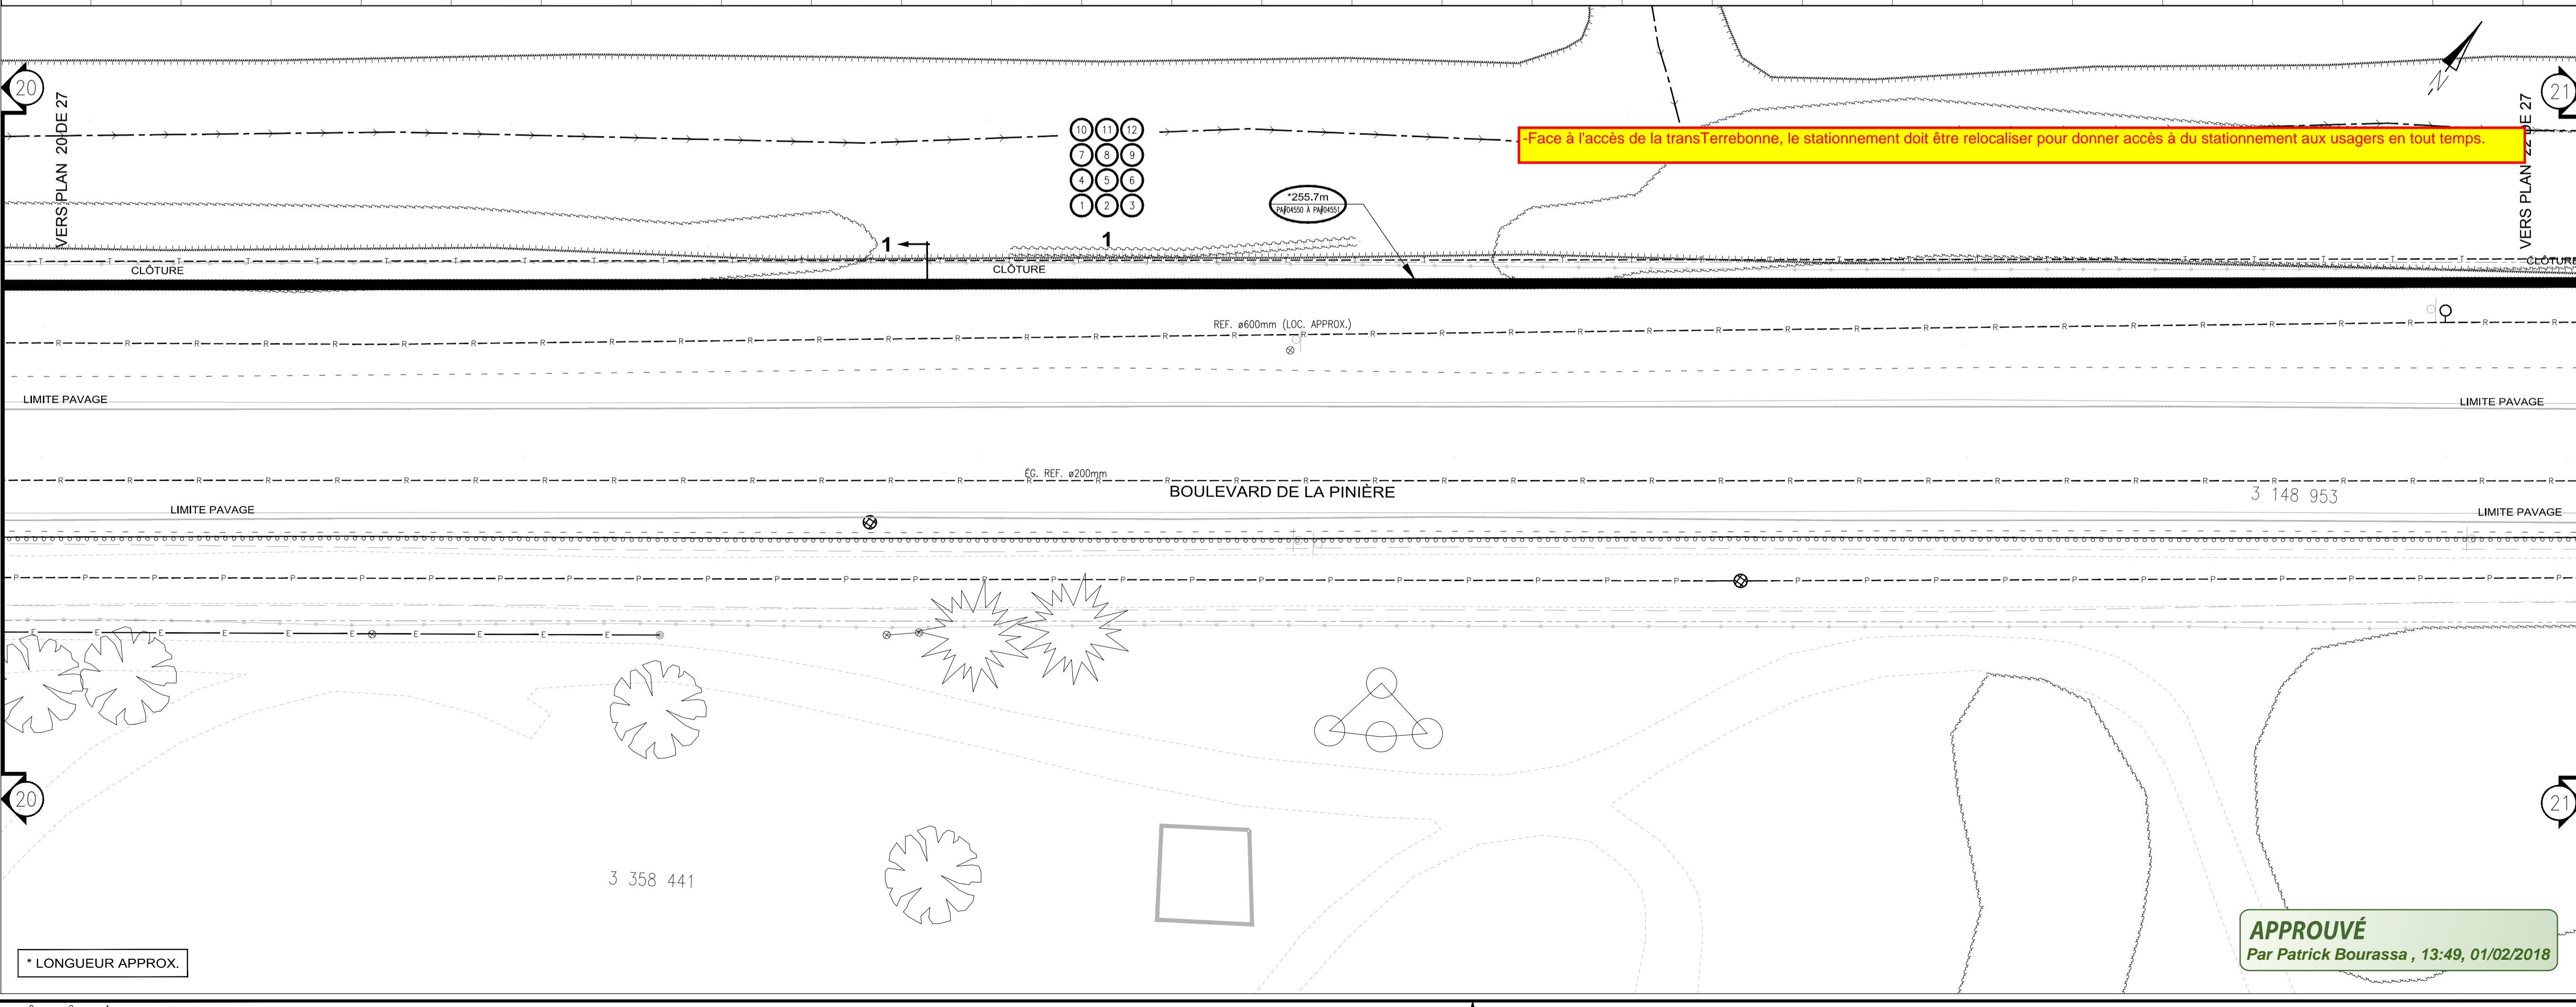 20
VERS PLAN 20 DE 27
10 11 12
7 8 9
4 5 6
1 2 3
1
1
*255.7m
-Face à l'accès de la transTerrebonne, le stationnement doit être relocaliser pour donner accès à du stationnement aux usagers en tout temps.
N
21
VERS PLAN 22 DE 27
CLÔTURE
CLÔTURE
CLÔTURE
REF. ø600mm (LOC. APPROX.)
LIMITE PAVAGE
LIMITE PAVAGE
ÉG. REF. ø200mm
BOULEVARD DE LA PINIÈRE
3 148 953
LIMITE PAVAGE
LIMITE PAVAGE
20
21
3 358 441
* LONGUEUR APPROX.
APPROUVÉ
Par Patrick Bourassa , 13:49, 01/02/2018